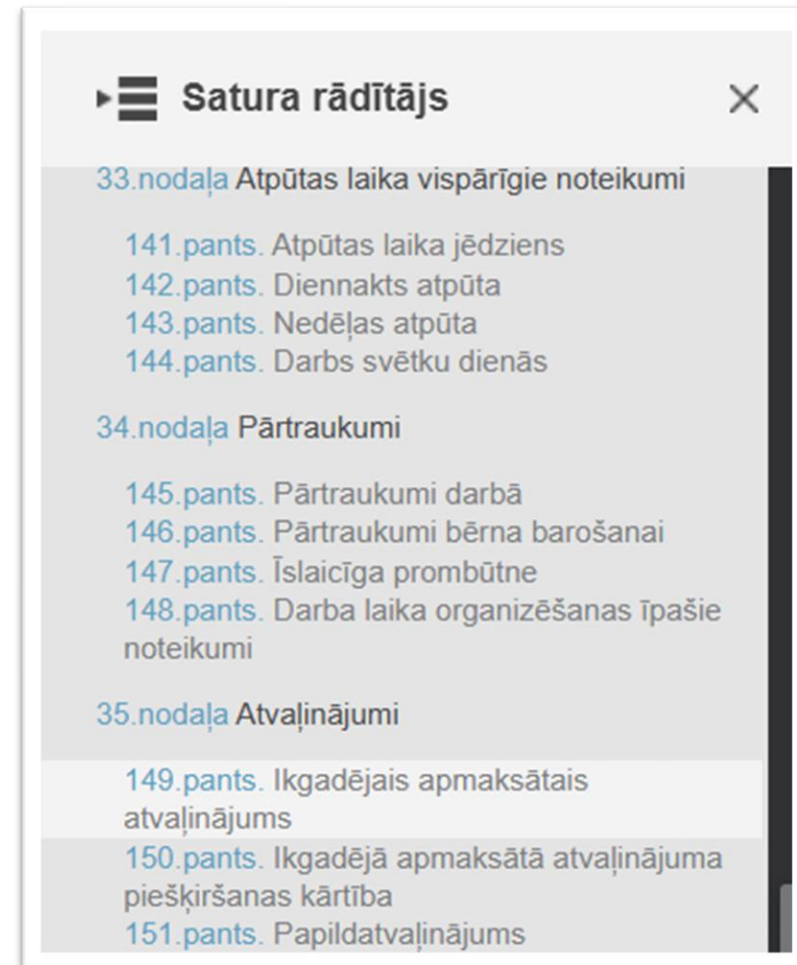 Satura rādītājs
33.nodaļa Atpūtas laika vispārīgie noteikumi
141.pants. Atpūtas laika jēdziens
142.pants. Diennakts atpūta
143.pants. Nedēļas atpūta
144.pants. Darbs svētku dienās
34.nodaļa Pārtraukumi
145.pants. Pārtraukumi darbā
146.pants. Pārtraukumi bērna barošanai
147.pants. Īslaicīga prombūtne
148.pants. Darba laika organizēšanas īpašie
noteikumi
35.nodaļa Atvaļinājumi
149.pants. Ikgadējais apmaksātais
atvaļinājums
150.pants. Ikgadējā apmaksātā atvaļinājuma
piešķiršanas kārtība
151.pants. Papildatvaļinājums